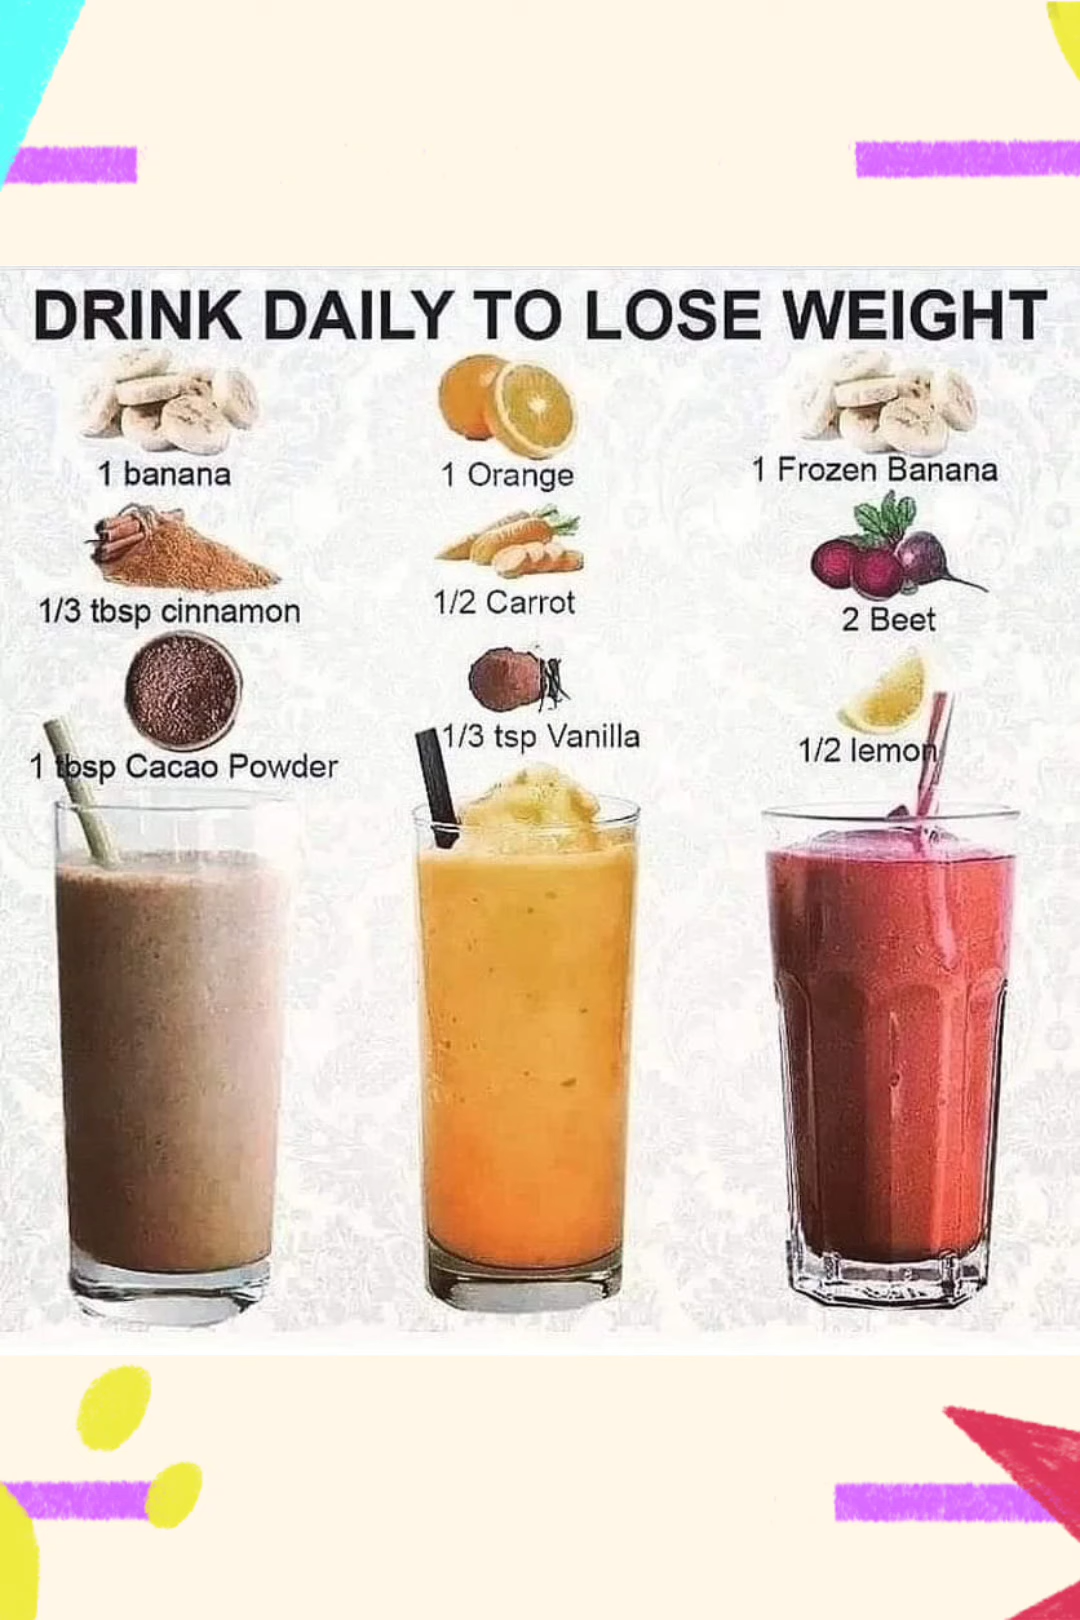 DRINK DAILY TO LOSE WEIGHT
1 banana
1/3 tbsp cinnamon
1 tbsp Cacao Powder
1 Orange
1/2 Carrot
1/3 tsp Vanilla
1 Frozen Banana
2 Beet
1/2 lemon